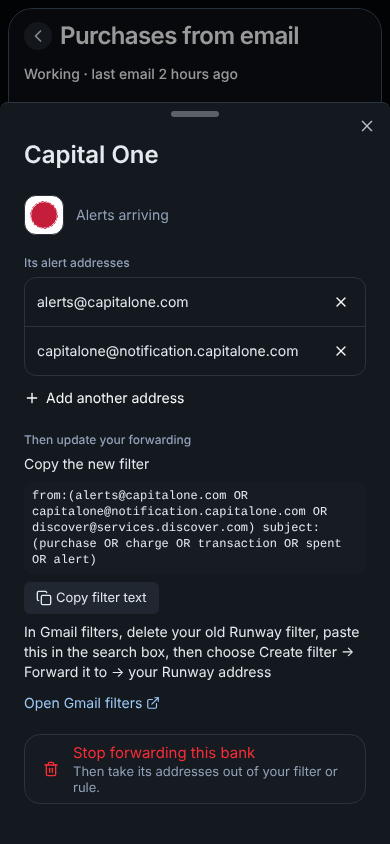 Purchases from email
Working · last email 2 hours ago
Capital One
Alerts arriving
Its alert addresses
alerts@capitalone.com
capitalone@notification.capitalone.com
Add another address
Then update your forwarding
Copy the new filter
from:(alerts@capitalone.com OR
capitalone@notification.capitalone.com OR
discover@services.discover.com) subject:
(purchase OR charge OR transaction OR spent
OR alert)
Copy filter text
In Gmail filters, delete your old Runway filter, paste
this in the search box, then choose Create filter →
Forward it to → your Runway address
Open Gmail filters
Stop forwarding this bank
Then take its addresses out of your filter or
rule.